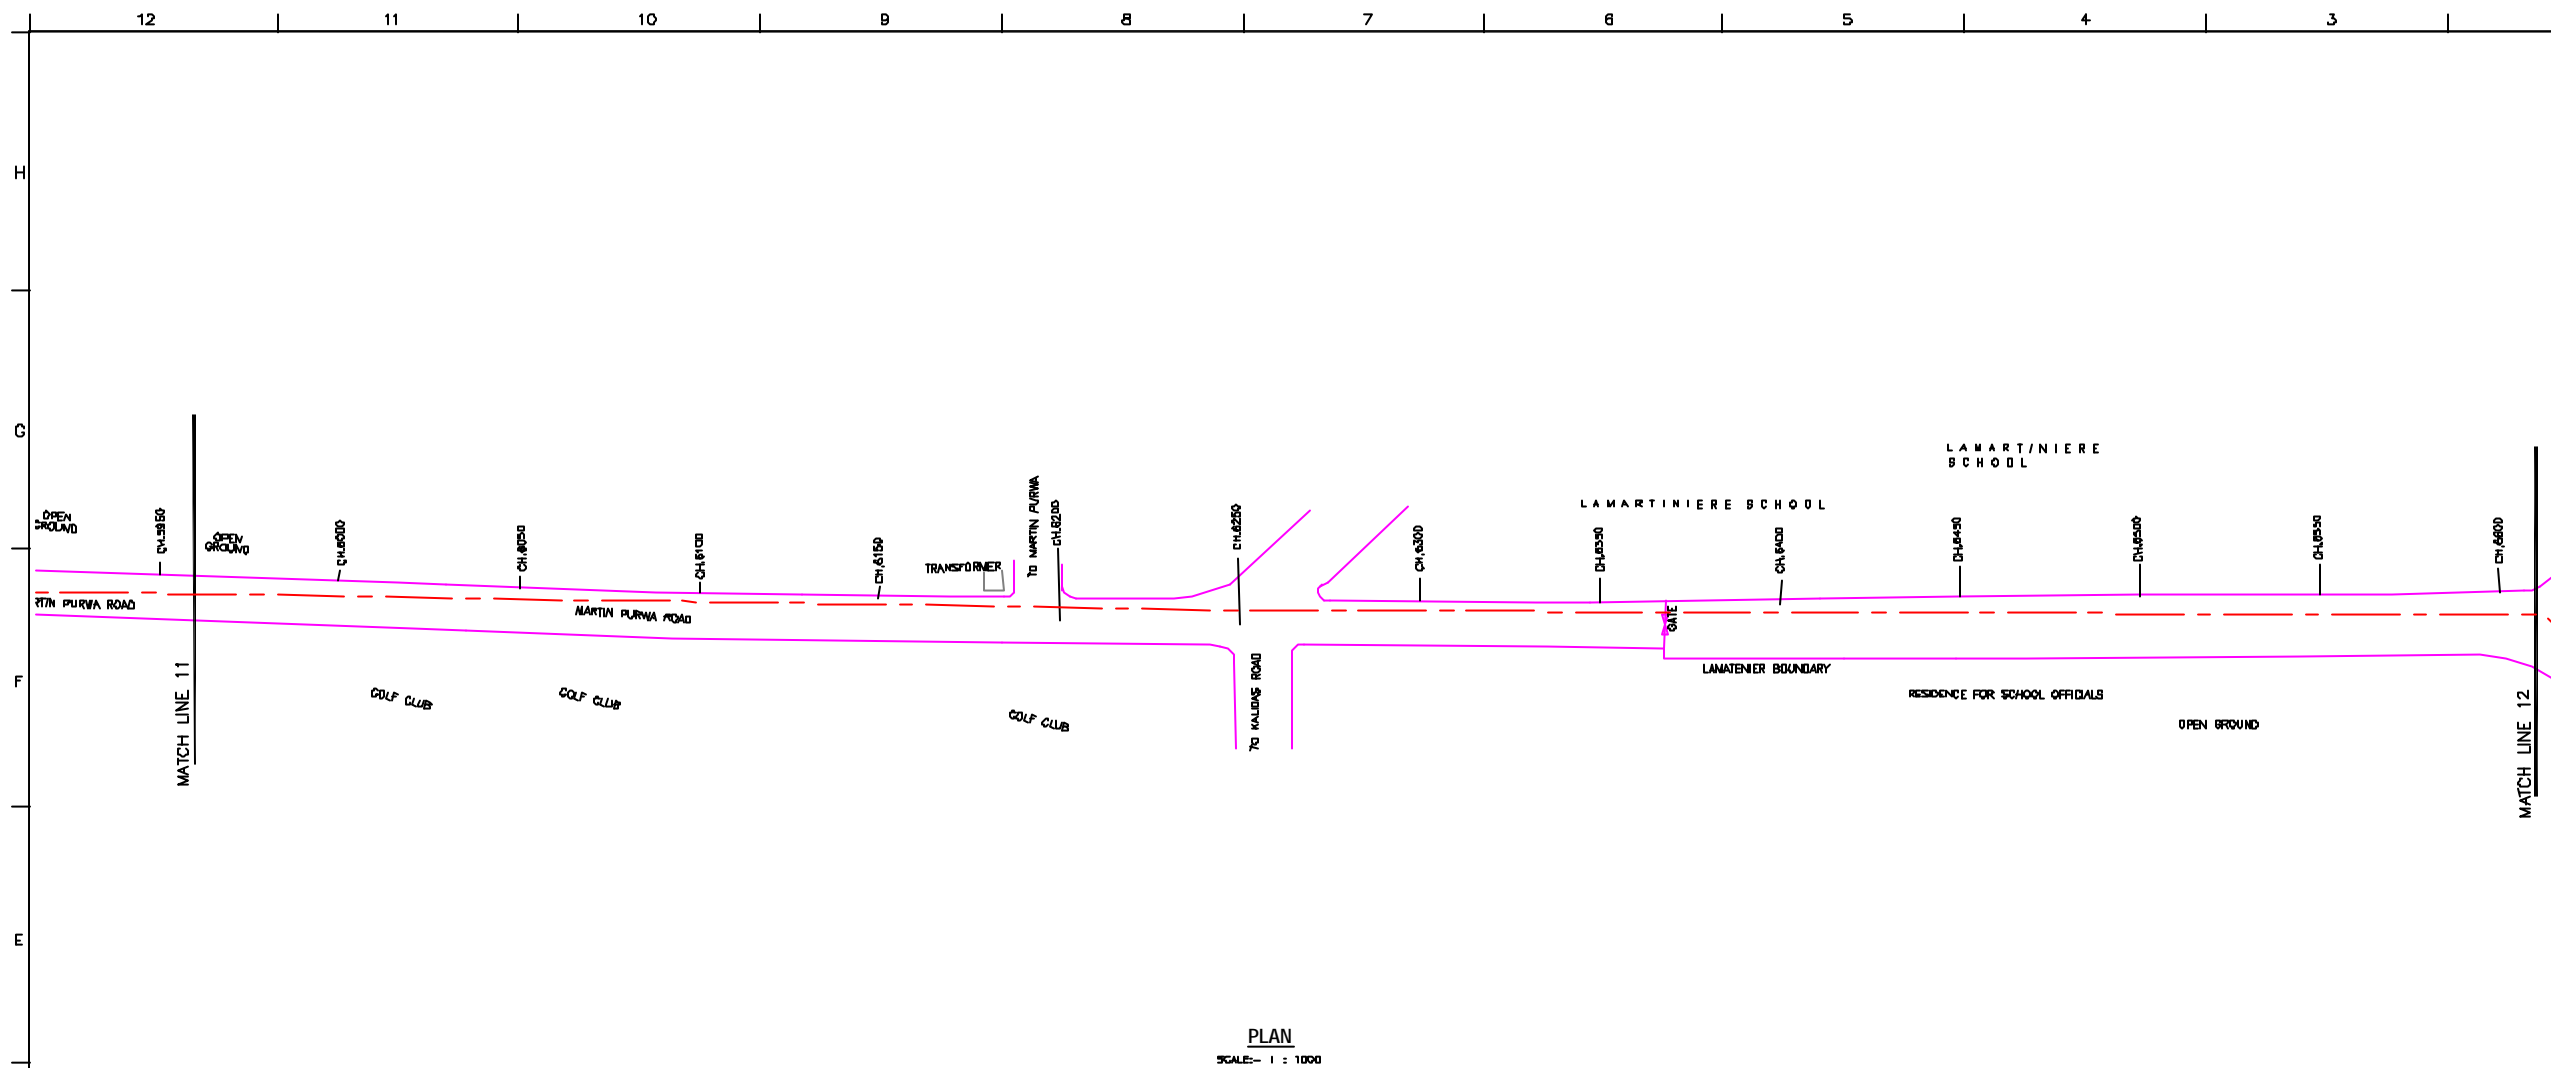 12 11 10 9 8 7 6 5 4 3
H
G
F
E
LAMARTINIERE
SCHOOL
LAMARTINIERE SCHOOL
OPEN
GROUND
OPEN
GROUND
CH.5950
CH.6000
CH.6050
CH.6100
CH.6150
TRANSFORMER
TO MARTIN PURWA
CH.6200
CH.6250
CH.6300
CH.6350
CH.6400
CH.6450
CH.6500
CH.6550
CH.6600
RTIN PURWA ROAD
MARTIN PURWA ROAD
GATE
MATCH LINE 11
GOLF CLUB
GOLF CLUB
GOLF CLUB
TO KALIDAS ROAD
LAMATENIER BOUNDARY
RESIDENCE FOR SCHOOL OFFICIALS
OPEN GROUND
MATCH LINE 12
PLAN
SCALE:- 1 : 1000